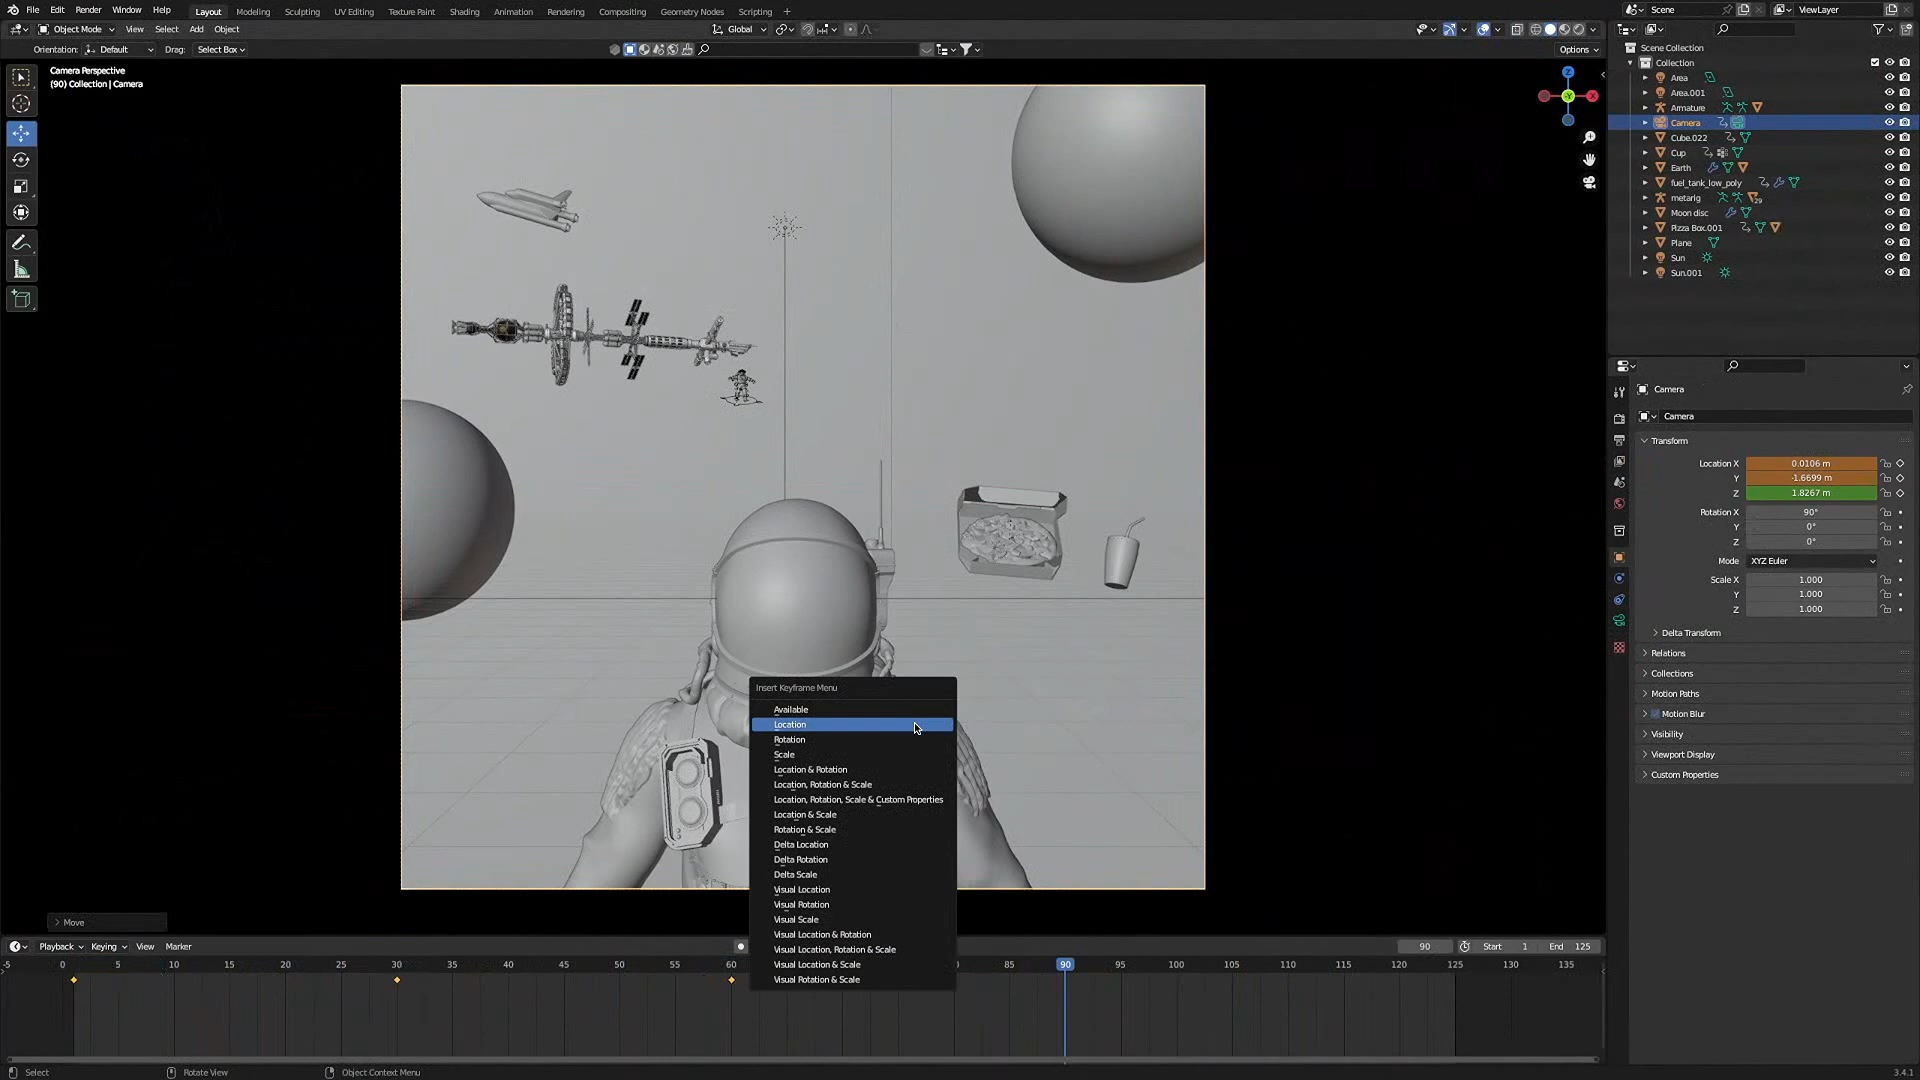 File Edit Render Window Help Layout Modeling Sculpting UV Editing Texture Paint Shading Animation Rendering Compositing Geometry Nodes Scripting + Scene ViewLayer
Object Mode View Select Add Object Global
Orientation: Default Drag: Select Box Options
Camera Perspective
(90) Collection | Camera
Z
X
Y
Scene Collection
Collection
Area
Area.001
Armature
Camera
Cube.022
Cup
Earth
fuel_tank_low_poly
metarig 29
Moon disc
Pizza Box.001
Plane
Sun
Sun.001
Camera
Camera
Transform
Location X 0.0106 m
Y -1.6699 m
Z 1.8267 m
Rotation X 90°
Y 0°
Z 0°
Mode XYZ Euler
Scale X 1.000
Y 1.000
Z 1.000
Delta Transform
Relations
Collections
Motion Paths
Motion Blur
Visibility
Viewport Display
Custom Properties
Insert Keyframe Menu
Available
Location
Rotation
Scale
Location & Rotation
Location, Rotation & Scale
Location, Rotation, Scale & Custom Properties
Location & Scale
Rotation & Scale
Delta Location
Delta Rotation
Delta Scale
Visual Location
Visual Rotation
Visual Scale
Visual Location & Rotation
Visual Location, Rotation & Scale
Visual Location & Scale
Visual Rotation & Scale
Move
Playback Keying View Marker 90 Start 1 End 125
-5 0 5 10 15 20 25 30 35 40 45 50 55 60 85 90 95 100 105 110 115 120 125 130 135
Select Rotate View Object Context Menu 3.4.1